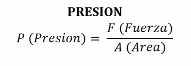 PRESION
P (Presion) = F (Fuerza) / A (Area)